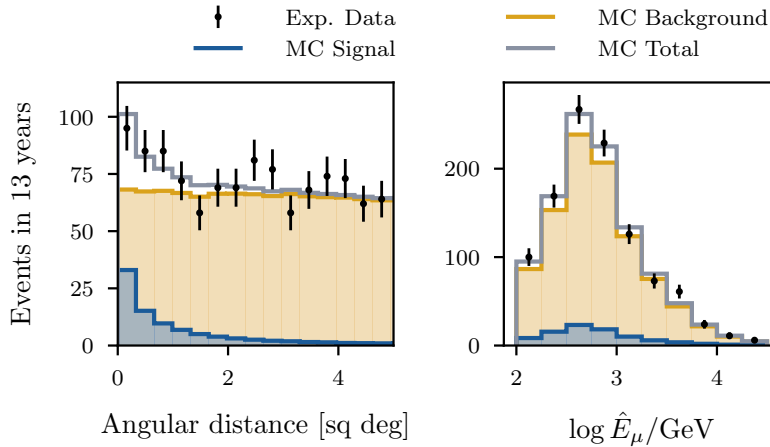 Exp. Data
MC Signal
MC Background
MC Total
Events in 13 years
100
75
50
25
0
0 2 4
Angular distance [sq deg]
200
100
0
2 3 4
log Ê_μ/GeV